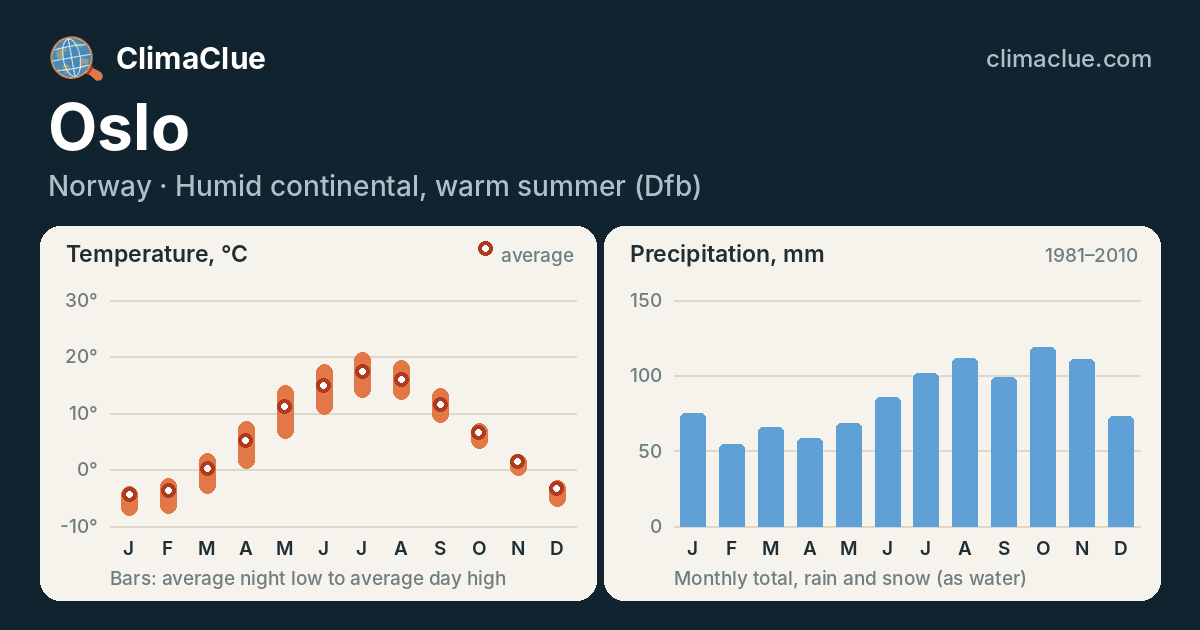 ClimaClue
climaclue.com
Oslo
Norway · Humid continental, warm summer (Dfb)
Temperature, °C
average
30°
20°
10°
0°
-10°
J F M A M J J A S O N D
Bars: average night low to average day high
Precipitation, mm
1981–2010
150
100
50
0
J F M A M J J A S O N D
Monthly total, rain and snow (as water)